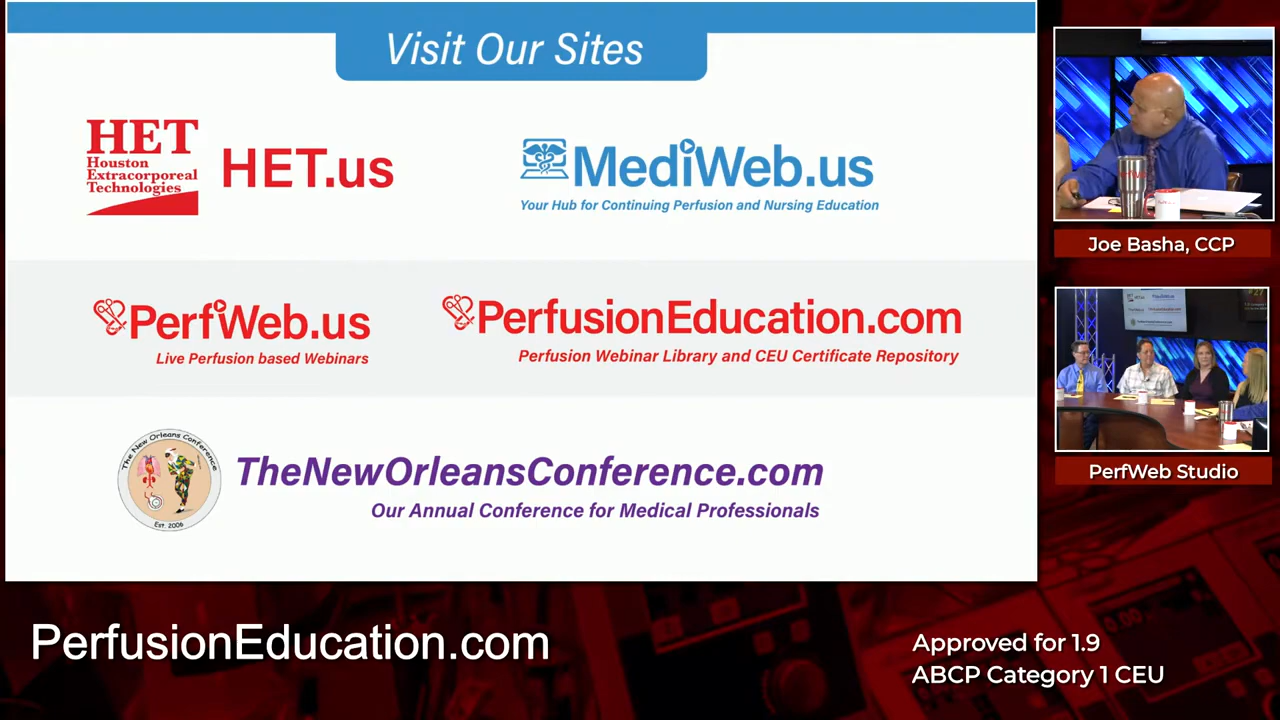 Visit Our Sites
HET
Houston
Extracorporeal
Technologies
HET.us
MediWeb.us
Your Hub for Continuing Perfusion and Nursing Education
PerfWeb.us
Live Perfusion based Webinars
PerfusionEducation.com
Perfusion Webinar Library and CEU Certificate Repository
The New Orleans Conference
Est. 2006
TheNewOrleansConference.com
Our Annual Conference for Medical Professionals
Joe Basha, CCP
PerfWeb Studio
PerfusionEducation.com
Approved for 1.9
ABCP Category 1 CEU